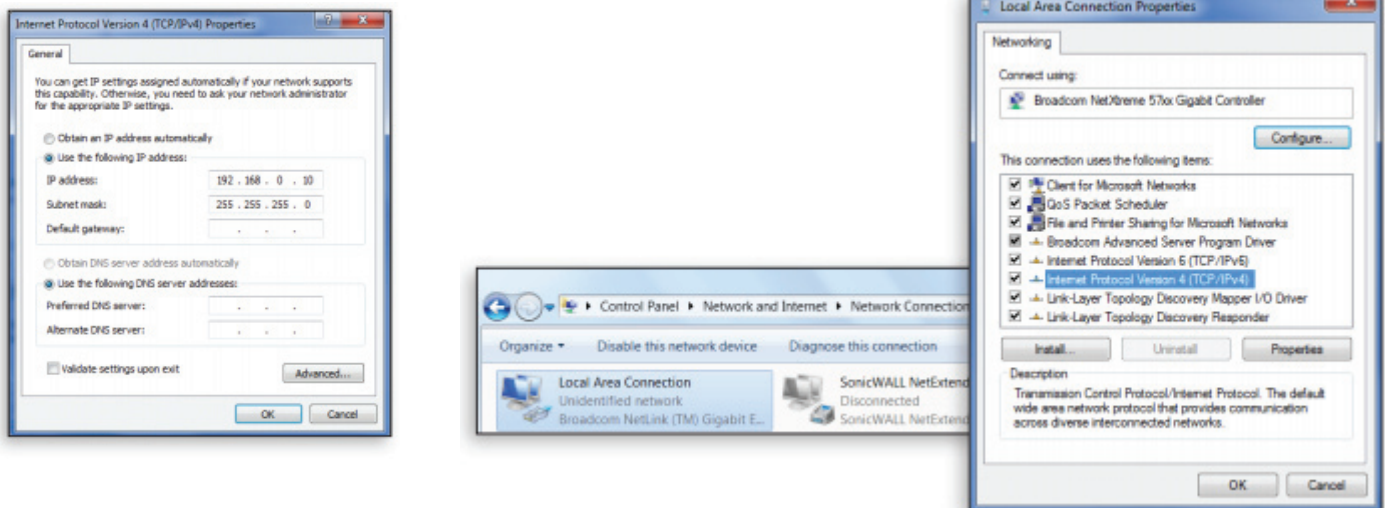 Internet Protocol Version 4 (TCP/IPv4) Properties
General
You can get IP settings assigned automatically if your network supports
this capability. Otherwise, you need to ask your network administrator
for the appropriate IP settings.
Obtain an IP address automatically
Use the following IP address:
IP address: 192 . 168 . 0 . 10
Subnet mask: 255 . 255 . 255 . 0
Default gateway: . . .
Obtain DNS server address automatically
Use the following DNS server addresses:
Preferred DNS server: . . .
Alternate DNS server: . . .
Validate settings upon exit
Advanced...
OK Cancel
Control Panel Network and Internet Network Connection
Organize Disable this network device Diagnose this connection
Local Area Connection
Unidentified network
Broadcom NetLink (TM) Gigabit E...
SonicWALL NetExtend
Disconnected
SonicWALL NetExtend
Local Area Connection Properties
Networking
Connect using:
Broadcom NetXtreme 57xx Gigabit Controller
Configure...
This connection uses the following items:
Client for Microsoft Networks
QoS Packet Scheduler
File and Printer Sharing for Microsoft Networks
Broadcom Advanced Server Program Driver
Internet Protocol Version 6 (TCP/IPv6)
Internet Protocol Version 4 (TCP/IPv4)
Link-Layer Topology Discovery Mapper I/O Driver
Link-Layer Topology Discovery Responder
Install... Uninstall Properties
Description
Transmission Control Protocol/Internet Protocol. The default
wide area network protocol that provides communication
across diverse interconnected networks.
OK Cancel